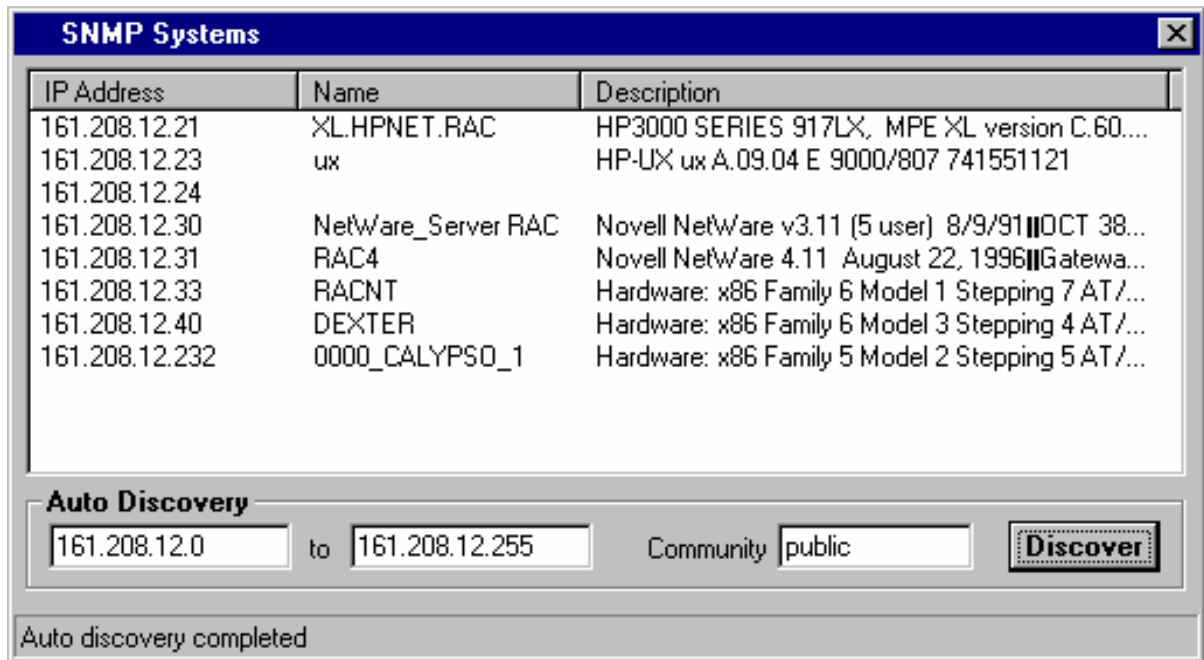 SNMP Systems
IP Address Name Description
161.208.12.21 XL.HPNET.RAC HP3000 SERIES 917LX, MPE XL version C.60....
161.208.12.23 ux HP-UX ux A.09.04 E 9000/807 741551121
161.208.12.24
161.208.12.30 NetWare_Server RAC Novell NetWare v3.11 (5 user) 8/9/91||OCT 38...
161.208.12.31 RAC4 Novell NetWare 4.11 August 22, 1996||Gatewa...
161.208.12.33 RACNT Hardware: x86 Family 6 Model 1 Stepping 7 AT/...
161.208.12.40 DEXTER Hardware: x86 Family 6 Model 3 Stepping 4 AT/...
161.208.12.232 0000_CALYPSO_1 Hardware: x86 Family 5 Model 2 Stepping 5 AT/...
Auto Discovery
161.208.12.0 to 161.208.12.255 Community public Discover
Auto discovery completed